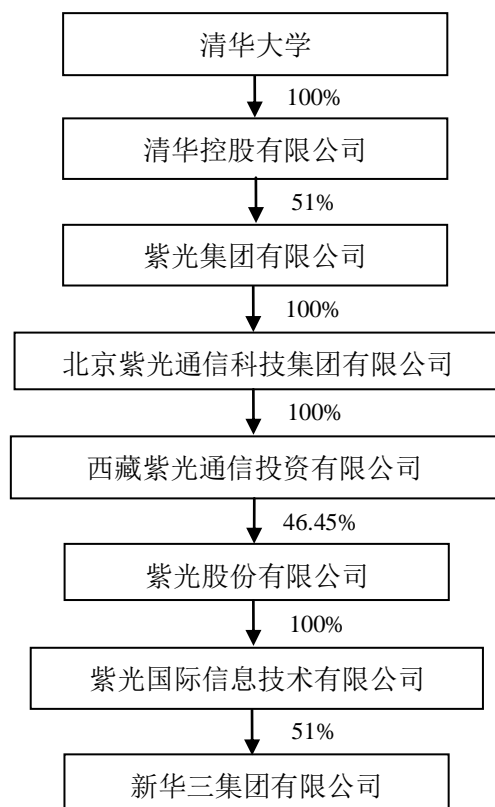 清华大学
100%
清华控股有限公司
51%
紫光集团有限公司
100%
北京紫光通信科技集团有限公司
100%
西藏紫光通信投资有限公司
46.45%
紫光股份有限公司
100%
紫光国际信息技术有限公司
51%
新华三集团有限公司